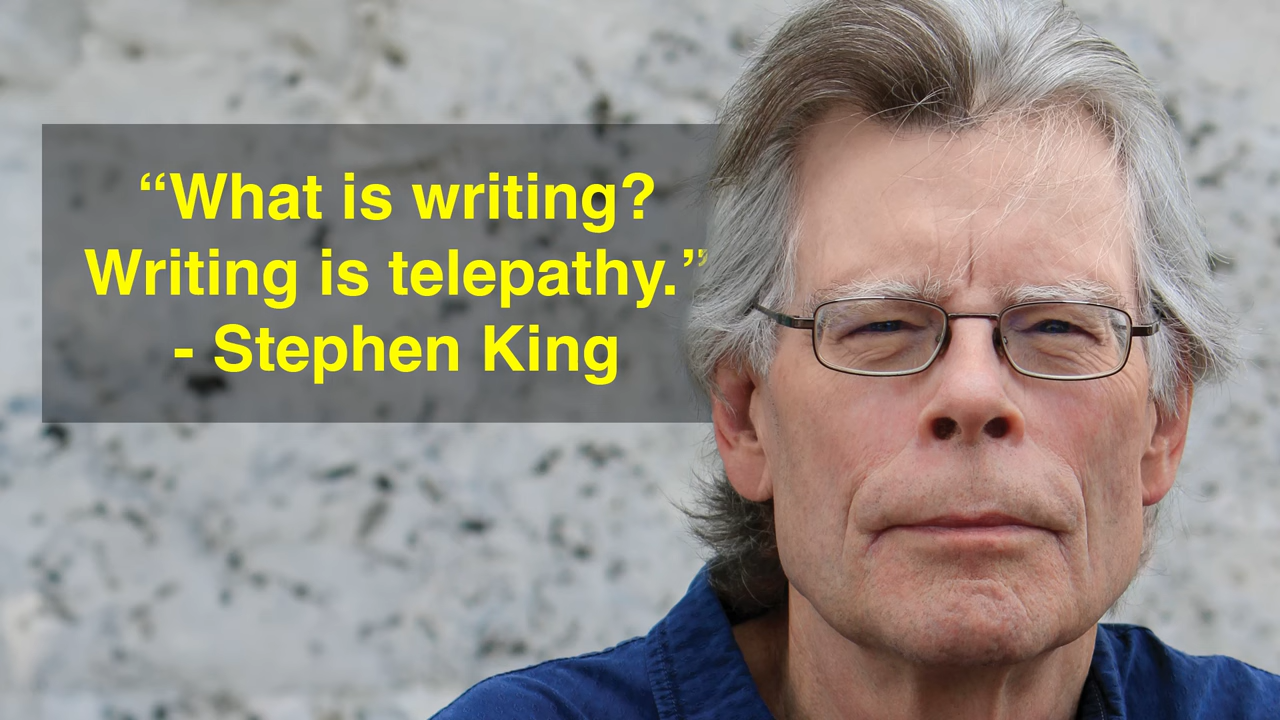 “What is writing?
Writing is telepathy.”
- Stephen King